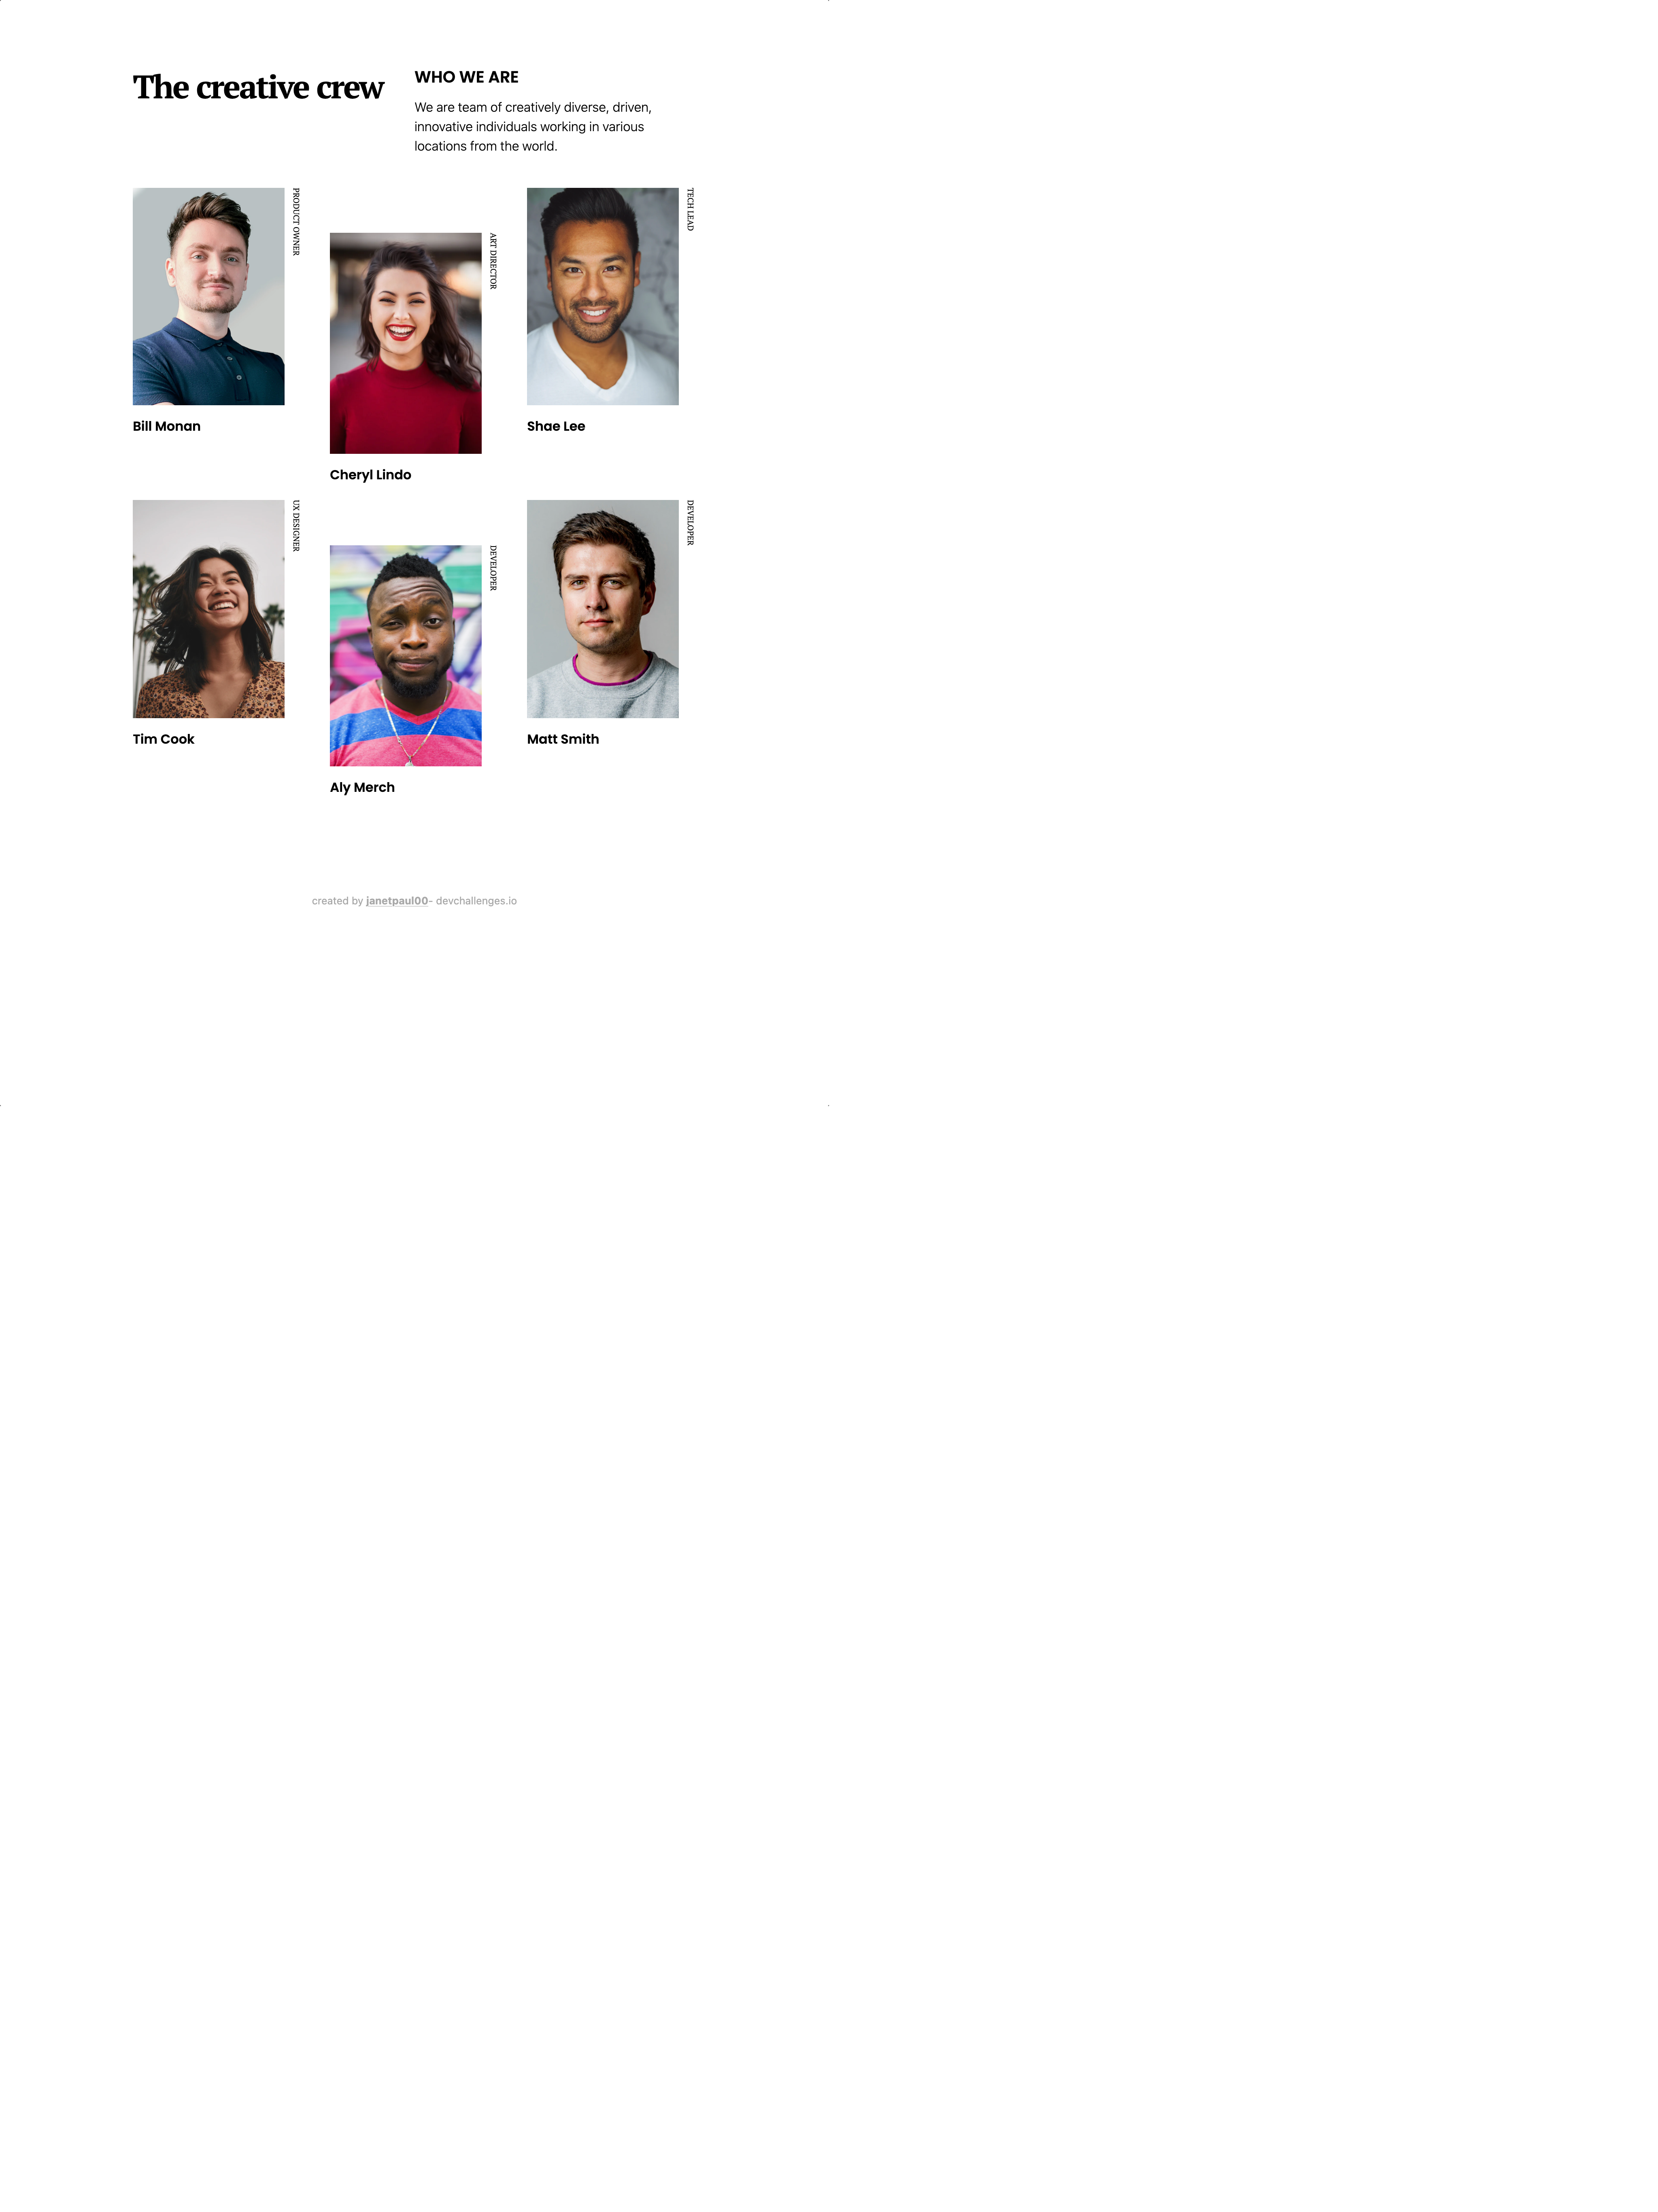 The creative crew
WHO WE ARE
We are team of creatively diverse, driven,
innovative individuals working in various
locations from the world.
PRODUCT OWNER
Bill Monan
ART DIRECTOR
Cheryl Lindo
TECH LEAD
Shae Lee
UX DESIGNER
Tim Cook
DEVELOPER
Aly Merch
DEVELOPER
Matt Smith
created by janetpaul00- devchallenges.io